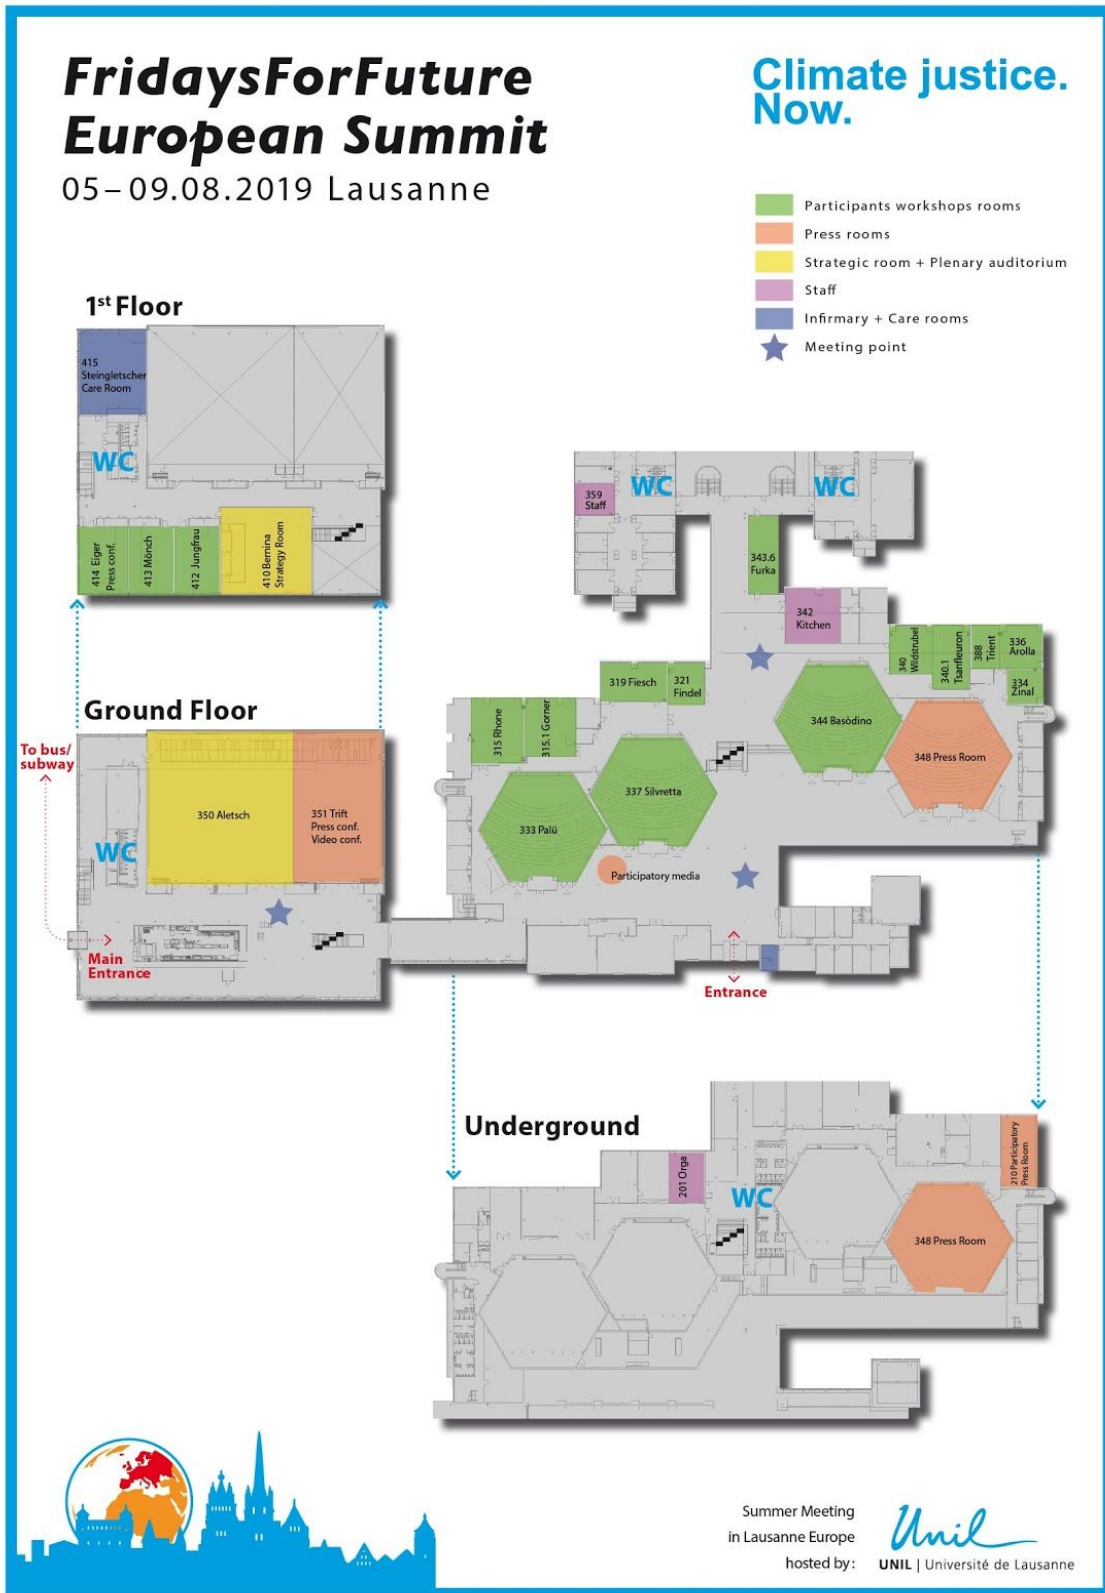 FridaysForFuture
European Summit
05–09.08.2019 Lausanne
Climate justice.
Now.
Participants workshops rooms
Press rooms
Strategic room + Plenary auditorium
Staff
Infirmary + Care rooms
Meeting point
1st Floor
415
Steingletscher
Care Room
WC
414 Eiger
Press conf.
413 Mönch
412 Jungfrau
410 Bernina
Strategy Room
359
Staff
WC
WC
343.6
Furka
342
Kitchen
340
Wildstrubel
340.1
Tsanfleuron
388
Trient
336
Arolla
334
Zinal
319 Fiesch
321
Findel
315 Rhone
315.1 Gorner
344 Basòdino
348 Press Room
337 Silvretta
333 Palü
Participatory media
Entrance
Ground Floor
To bus/
subway
350 Aletsch
351 Trift
Press conf.
Video conf.
WC
Main
Entrance
Underground
201 Orga
WC
210 Participatory
Press Room
348 Press Room
Summer Meeting
in Lausanne Europe
hosted by:
Unil
UNIL | Université de Lausanne